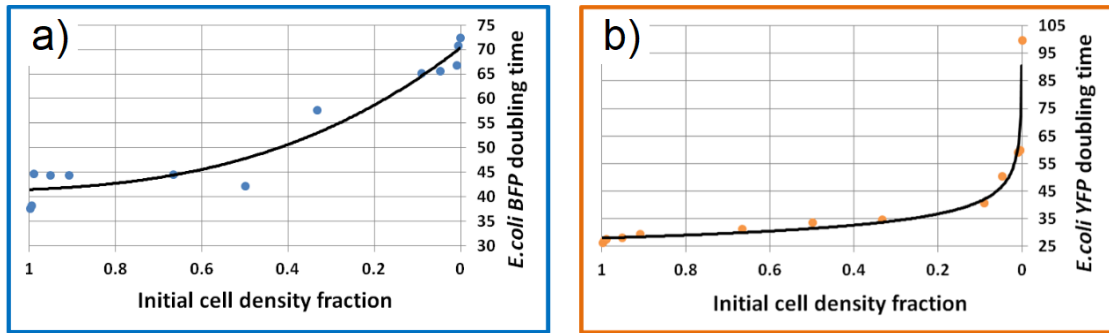 a)
75
70
65
60
55
50
45
40
35
30
E.coli BFP doubling time
1 0.8 0.6 0.4 0.2 0
Initial cell density fraction
b)
105
95
85
75
65
55
45
35
25
E.coli YFP doubling time
1 0.8 0.6 0.4 0.2 0
Initial cell density fraction